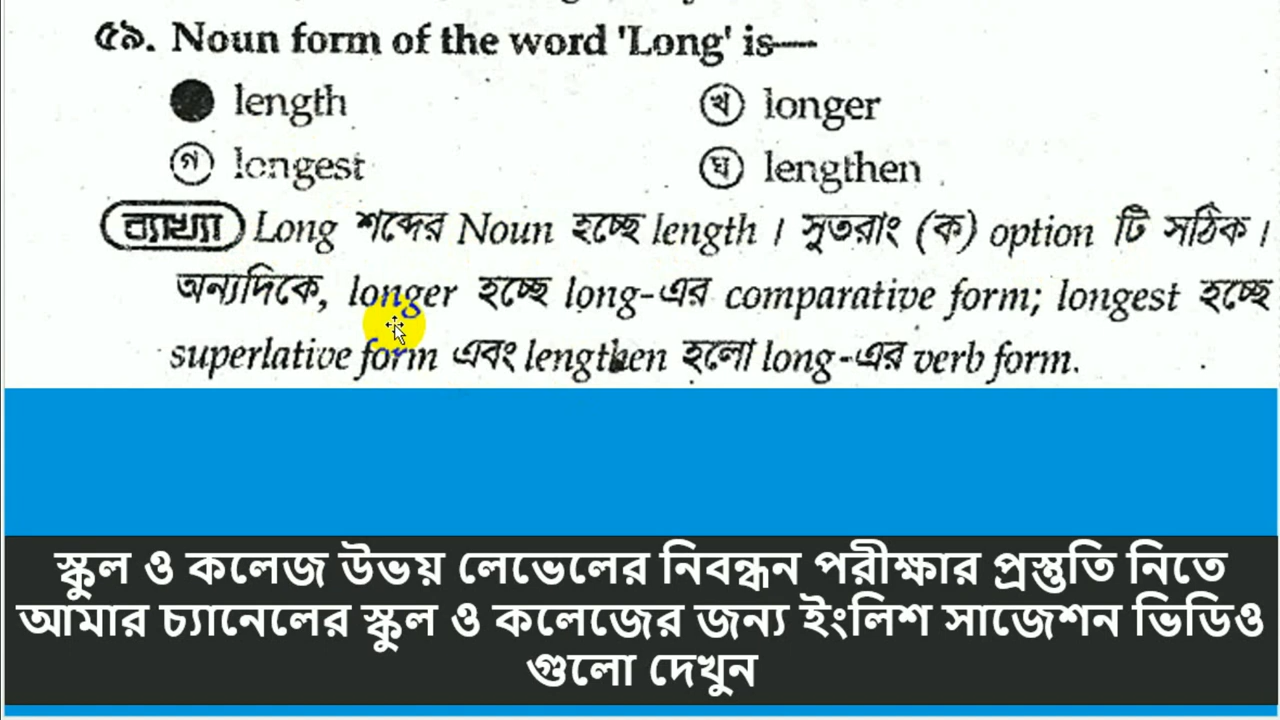 ৫৯. Noun form of the word 'Long' is—
length খ longer
গ longest ঘ lengthen
ব্যাখ্যা Long শব্দের Noun হচ্ছে length । সুতরাং (ক) option টি সঠিক ।
অন্যদিকে, longer হচ্ছে long-এর comparative form; longest হচ্ছে
superlative form এবং lengthen হলো long-এর verb form.
স্কুল ও কলেজ উভয় লেভেলের নিবন্ধন পরীক্ষার প্রস্তুতি নিতে
আমার চ্যানেলের স্কুল ও কলেজের জন্য ইংলিশ সাজেশন ভিডিও
গুলো দেখুন